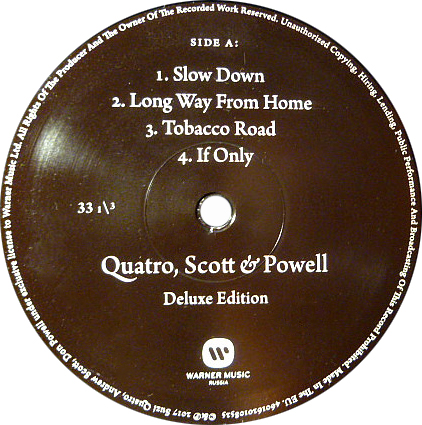 SIDE A:
1. Slow Down
2. Long Way From Home
3. Tobacco Road
4. If Only
33 1\3
Quatro, Scott & Powell
Deluxe Edition
WARNER MUSIC
RUSSIA
©&℗ 2017 Suzi Quatro, Andrew Scott, Don Powell under exclusive license to Warner Music Ltd. All Rights Of The Producer And The Owner Of The Recorded Work Reserved. Unauthorized Copying, Hiring, Lending, Public Performance And Broadcasting Of This Record Prohibited. Made In The EU. 4601610108535